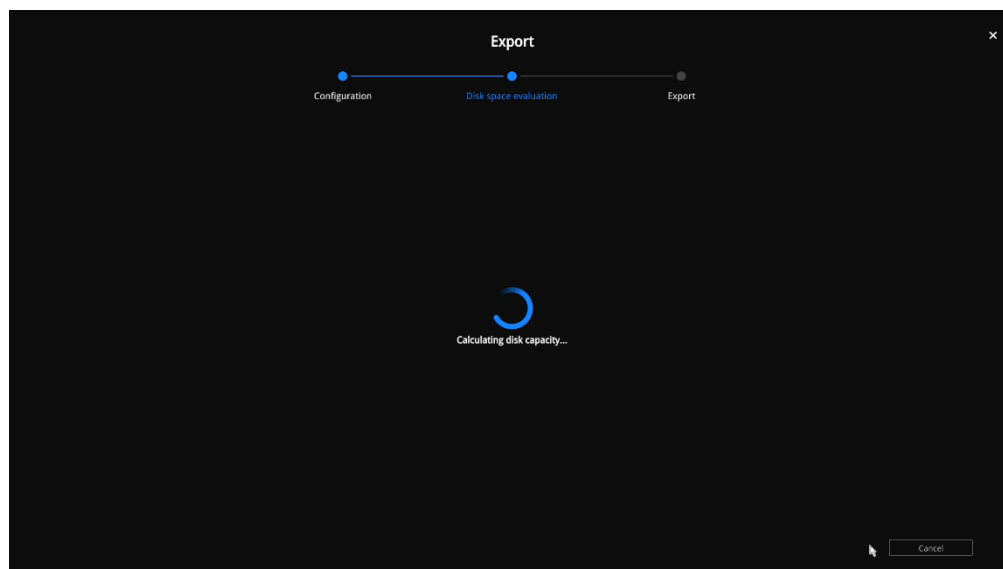 Export
Configuration
Disk space evaluation
Export
Calculating disk capacity...
Cancel